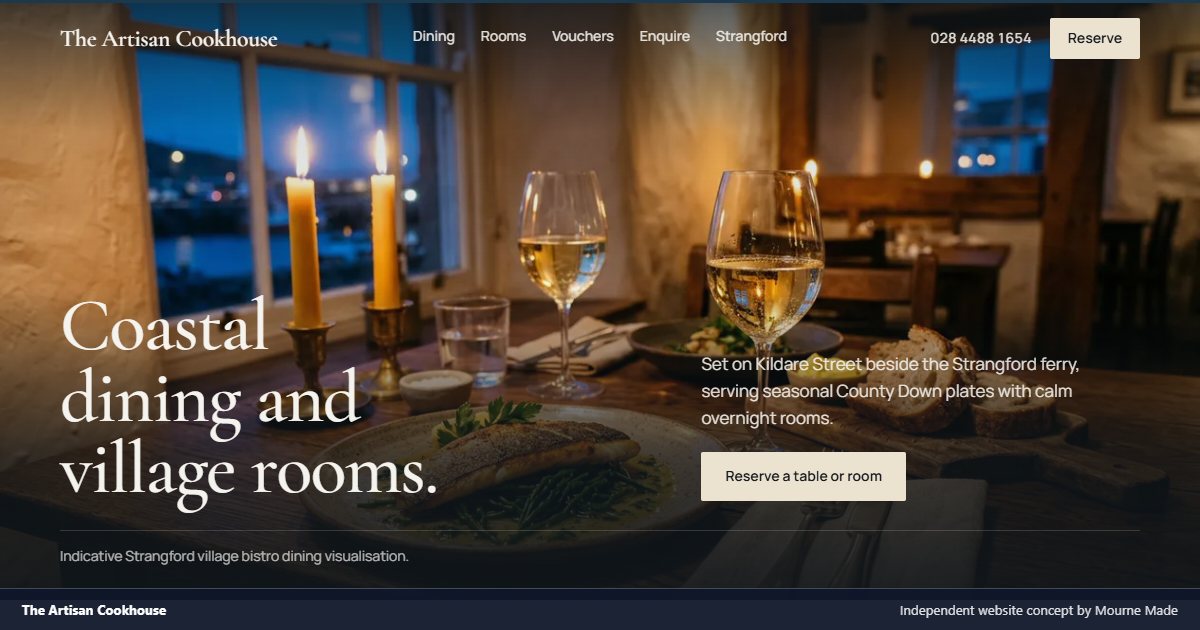 The Artisan Cookhouse
Dining Rooms Vouchers Enquire Strangford
028 4488 1654
Reserve
Coastal
dining and
village rooms.
Set on Kildare Street beside the Strangford ferry,
serving seasonal County Down plates with calm
overnight rooms.
Reserve a table or room
Indicative Strangford village bistro dining visualisation.
The Artisan Cookhouse
Independent website concept by Mourne Made